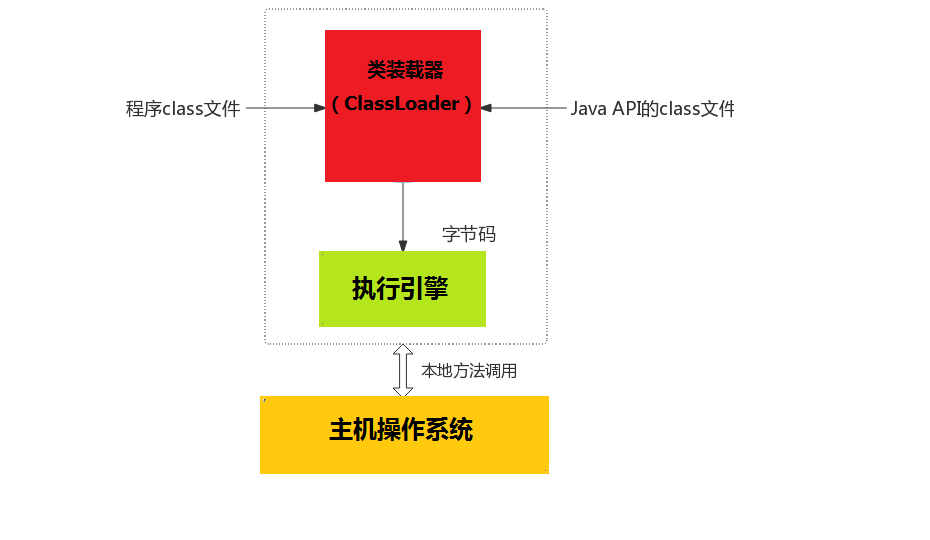 类装载器
（ClassLoader）
程序class文件
Java API的class文件
字节码
执行引擎
本地方法调用
主机操作系统